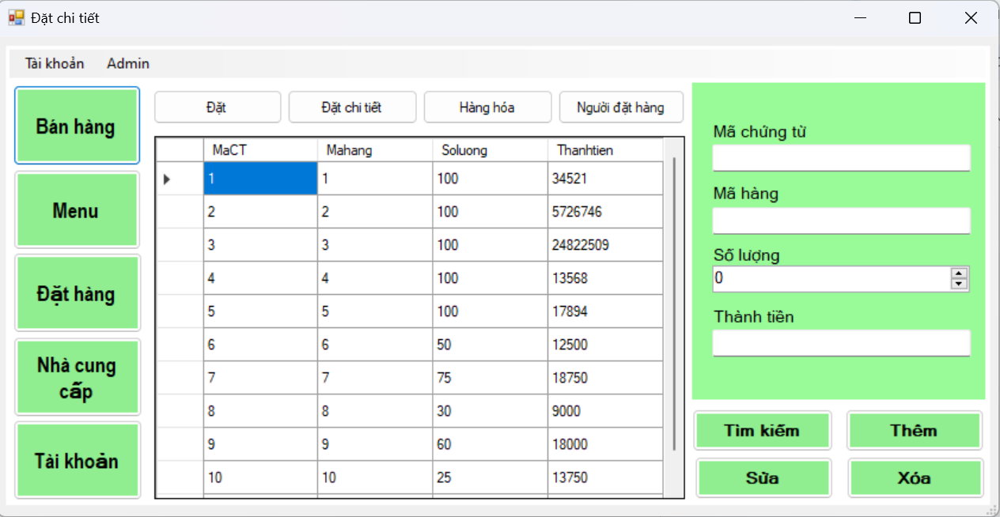 Đặt chi tiết
Tài khoản Admin
Bán hàng
Menu
Đặt hàng
Nhà cung
cấp
Tài khoản
Đặt Đặt chi tiết Hàng hóa Người đặt hàng
MaCT Mahang Soluong Thanhtien
1 1 100 34521
2 2 100 5726746
3 3 100 24822509
4 4 100 13568
5 5 100 17894
6 6 50 12500
7 7 75 18750
8 8 30 9000
9 9 60 18000
10 10 25 13750
Mã chứng từ
Mã hàng
Số lượng
0
Thành tiền
Tìm kiếm Thêm
Sửa Xóa